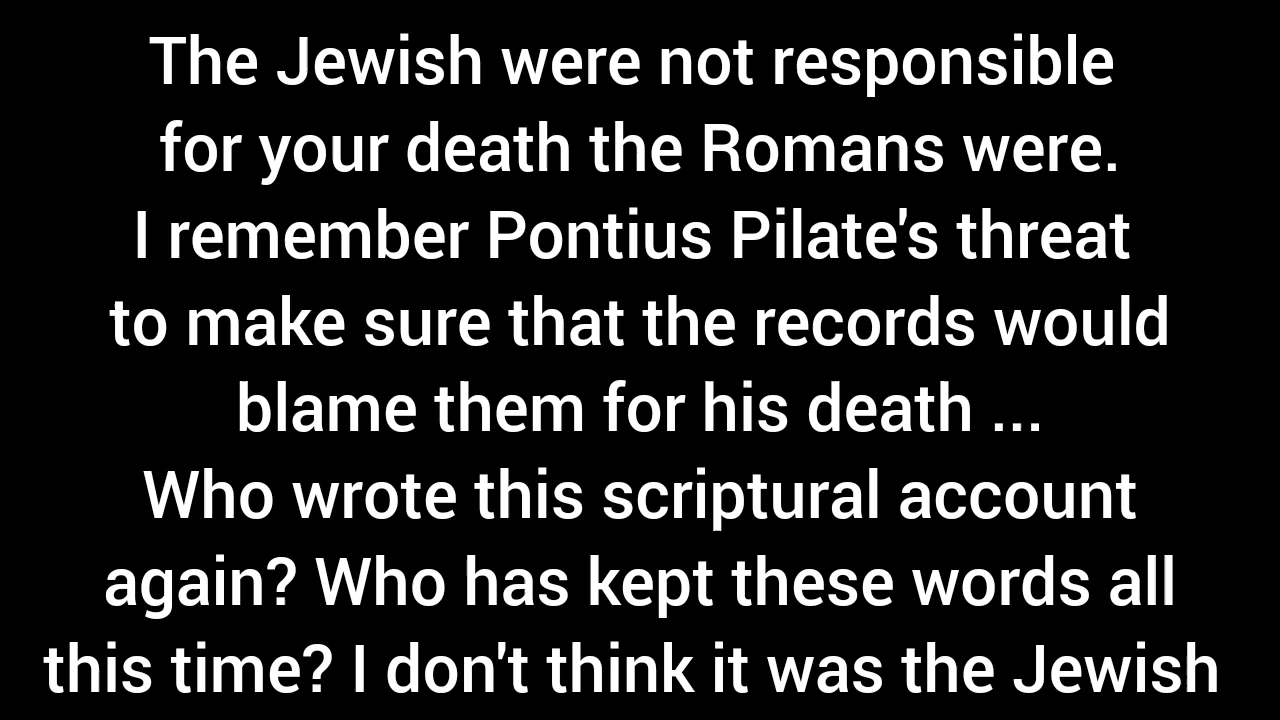 The Jewish were not responsible
for your death the Romans were.
I remember Pontius Pilate's threat
to make sure that the records would
blame them for his death ...
Who wrote this scriptural account
again? Who has kept these words all
this time? I don't think it was the Jewish